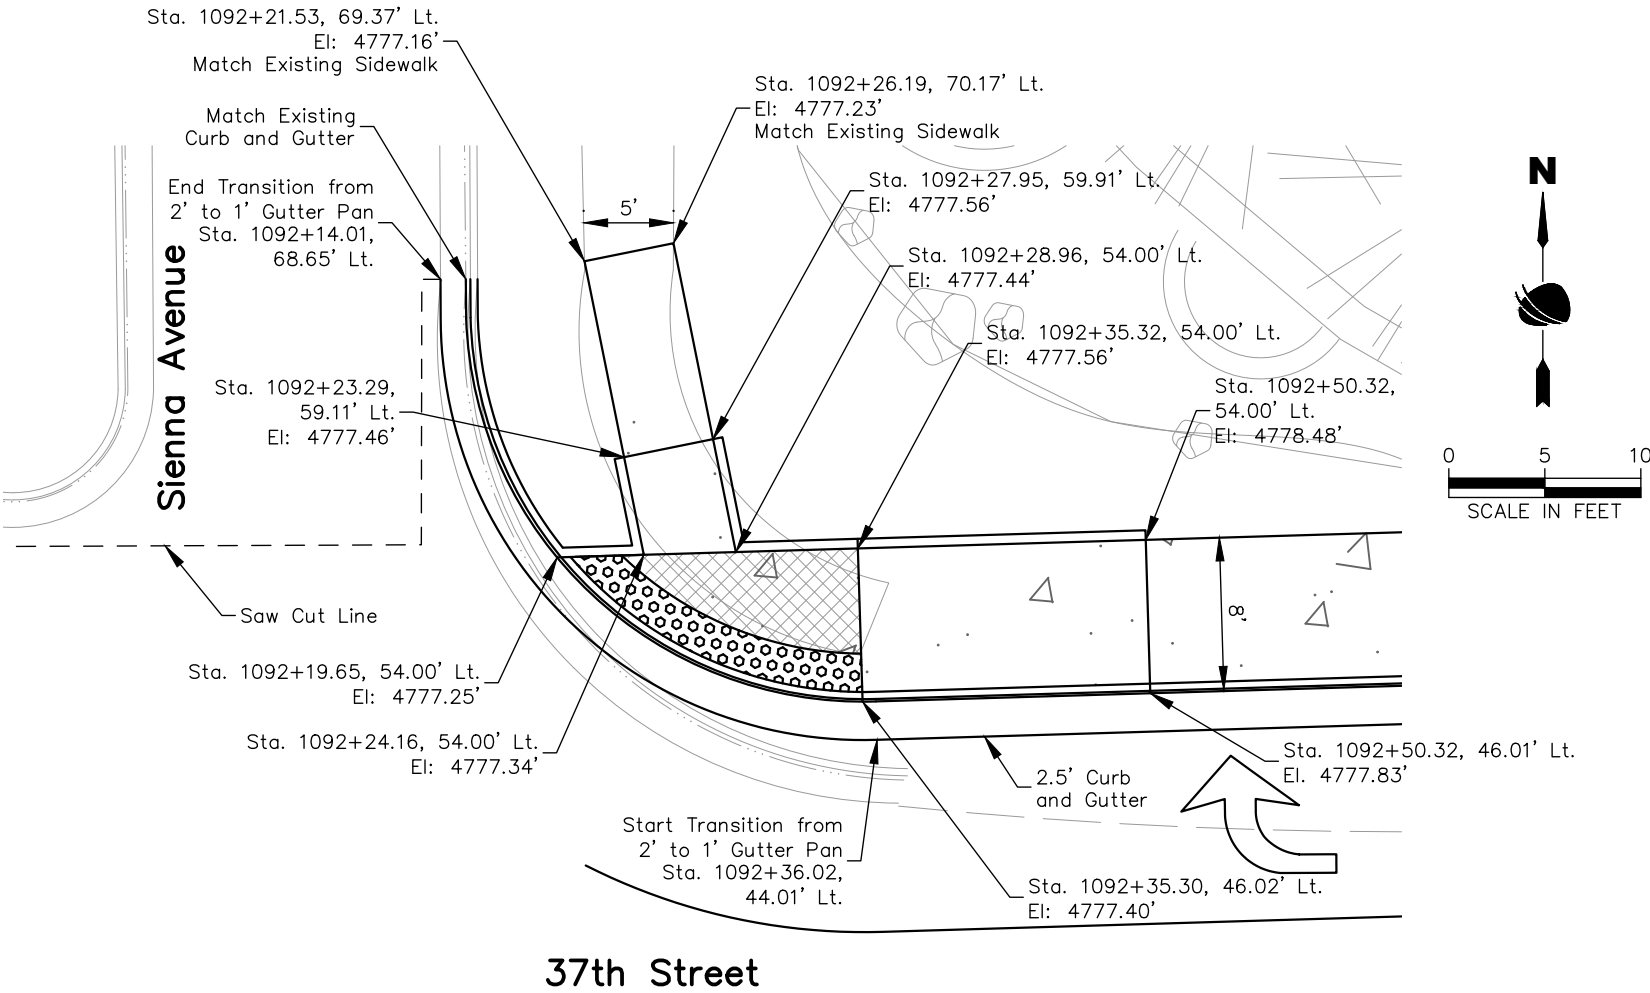 Sta. 1092+21.53, 69.37' Lt.
El: 4777.16'
Match Existing Sidewalk
Sta. 1092+26.19, 70.17' Lt.
El: 4777.23'
Match Existing Sidewalk
Match Existing
Curb and Gutter
N
End Transition from
2' to 1' Gutter Pan
Sta. 1092+14.01,
68.65' Lt.
5'
Sta. 1092+27.95, 59.91' Lt.
El: 4777.56'
Sta. 1092+28.96, 54.00' Lt.
El: 4777.44'
Sienna Avenue
Sta. 1092+35.32, 54.00' Lt.
El: 4777.56'
Sta. 1092+23.29,
59.11' Lt.
El: 4777.46'
Sta. 1092+50.32,
54.00' Lt.
El: 4778.48'
0 5 10
SCALE IN FEET
Saw Cut Line
8'
Sta. 1092+19.65, 54.00' Lt.
El: 4777.25'
Sta. 1092+24.16, 54.00' Lt.
El: 4777.34'
Sta. 1092+50.32, 46.01' Lt.
El. 4777.83'
2.5' Curb
and Gutter
Start Transition from
2' to 1' Gutter Pan
Sta. 1092+36.02,
44.01' Lt.
Sta. 1092+35.30, 46.02' Lt.
El: 4777.40'
37th Street